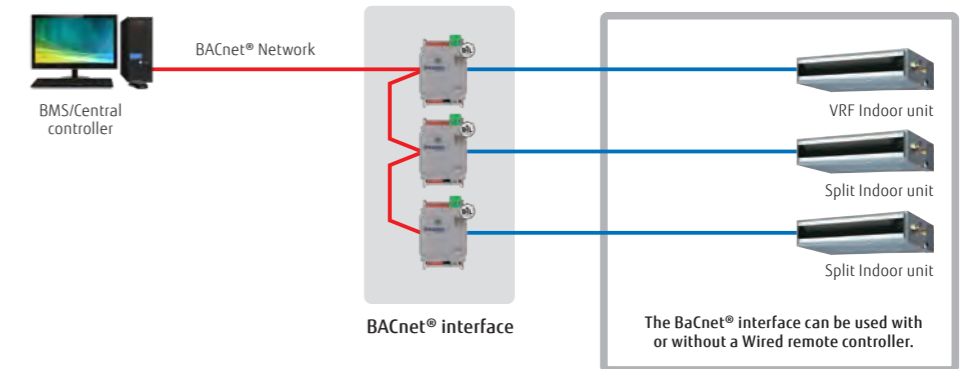 BACnet® Network
BMS/Central
controller
VRF Indoor unit
Split Indoor unit
Split Indoor unit
BACnet® interface
The BaCnet® interface can be used with
or without a Wired remote controller.